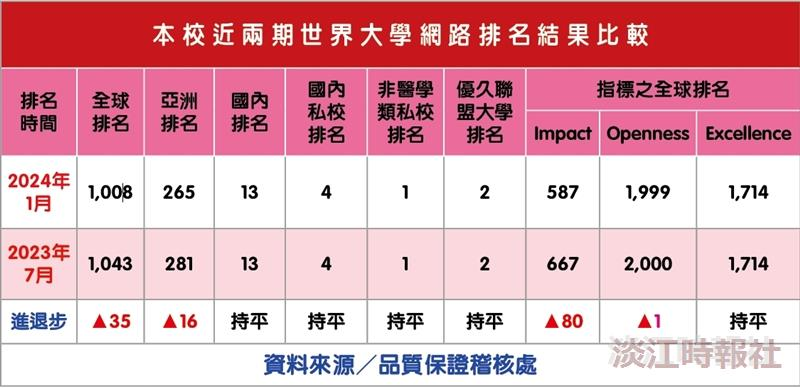 本校近兩期世界大學網路排名結果比較
排名時間 全球排名 亞洲排名 國內排名 國內私校排名 非醫學類私校排名 優久聯盟大學排名 指標之全球排名
Impact Openness Excellence
2024年1月 1,008 265 13 4 1 2 587 1,999 1,714
2023年7月 1,043 281 13 4 1 2 667 2,000 1,714
進退步 ▲35 ▲16 持平 持平 持平 持平 ▲80 ▲1 持平
資料來源／品質保證稽核處
淡江時報社